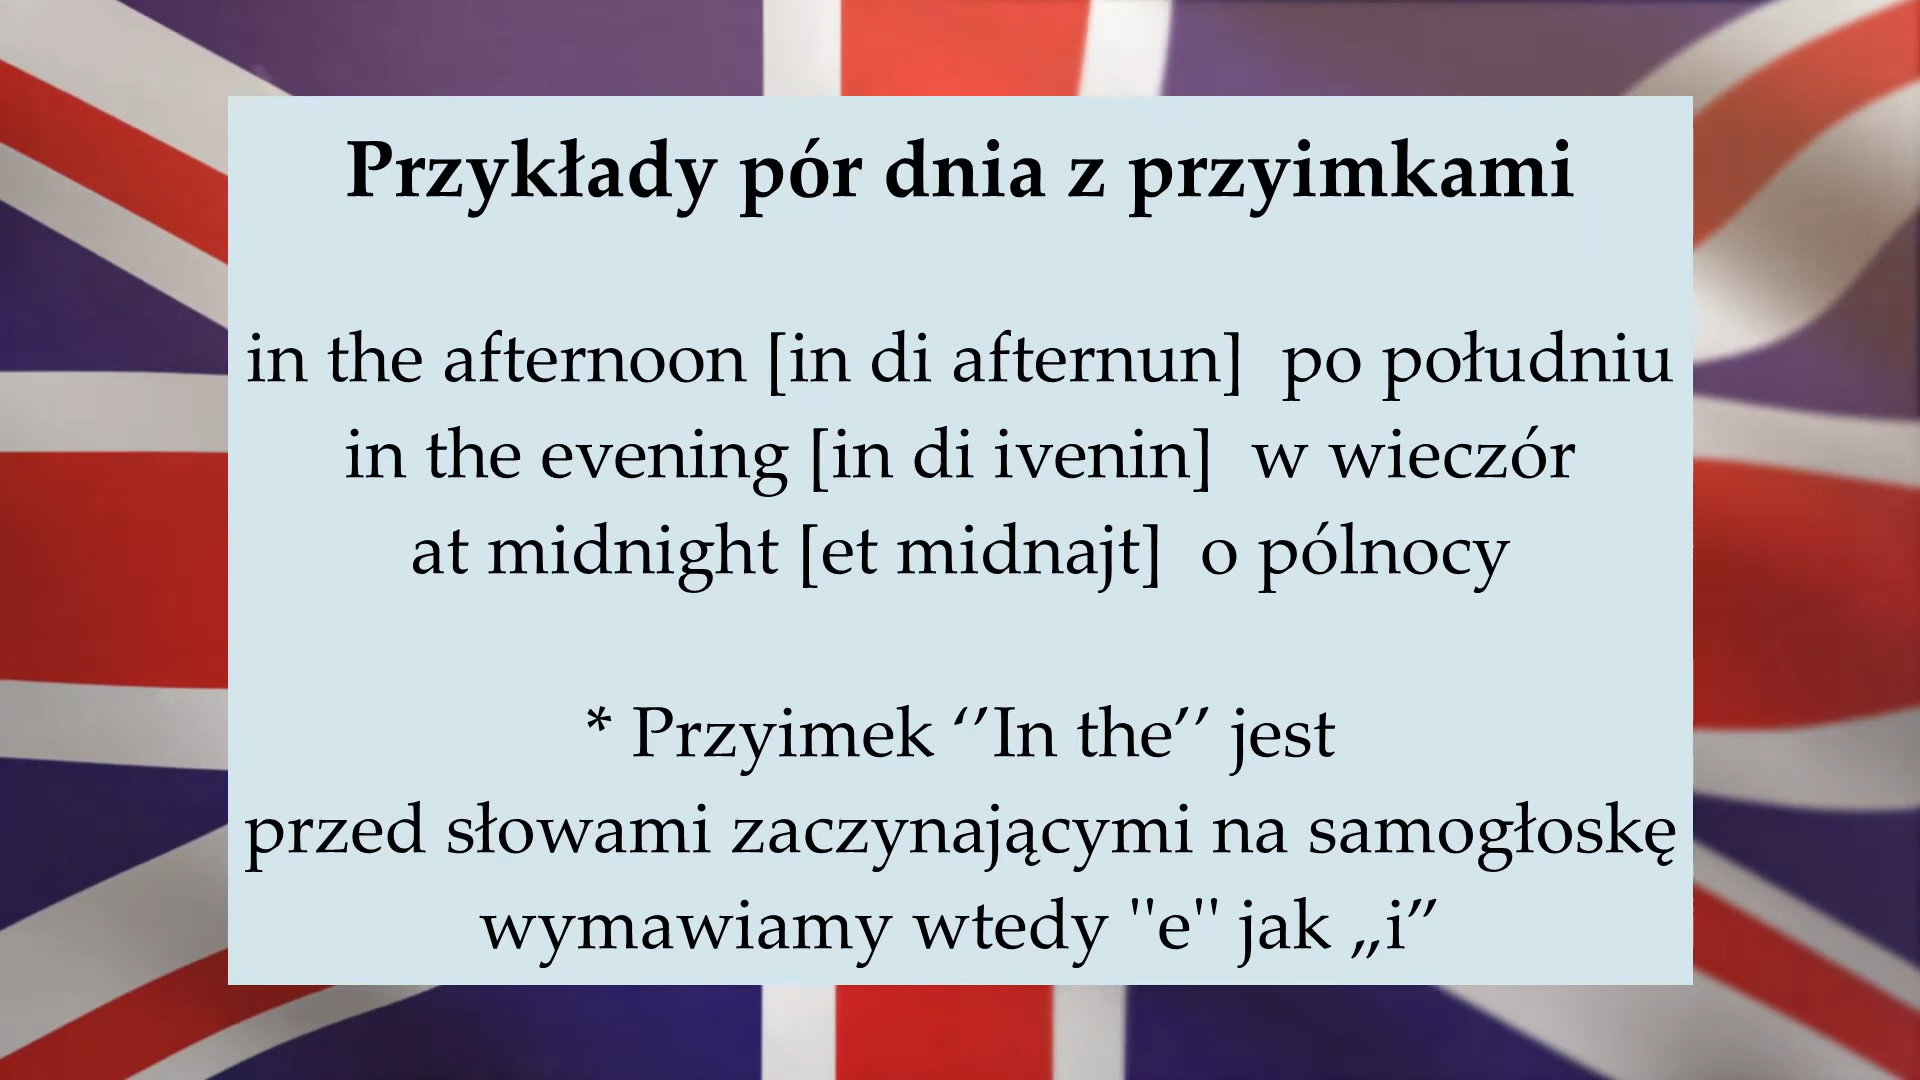 Przykłady pór dnia z przyimkami
in the afternoon [in di afternun]  po południu
in the evening [in di ivenin]  w wieczór
at midnight [et midnajt]  o pólnocy
* Przyimek ‘’In the’’ jest
przed słowami zaczynającymi na samogłoskę
wymawiamy wtedy "e" jak „i”